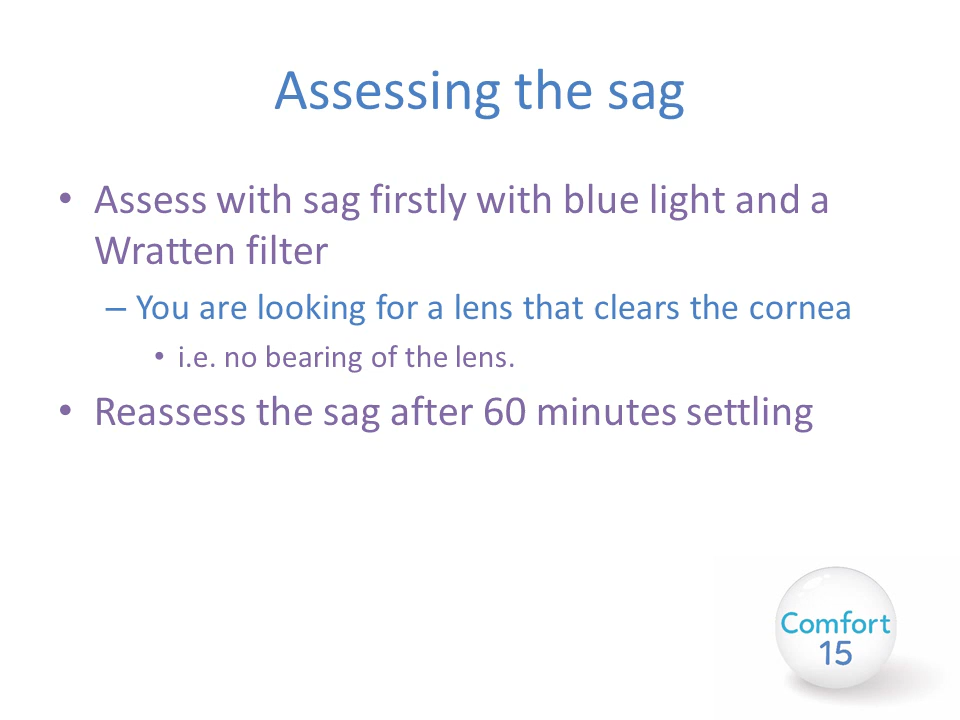 Assessing the sag
• Assess with sag firstly with blue light and a
Wratten filter
– You are looking for a lens that clears the cornea
• i.e. no bearing of the lens.
• Reassess the sag after 60 minutes settling
Comfort
15